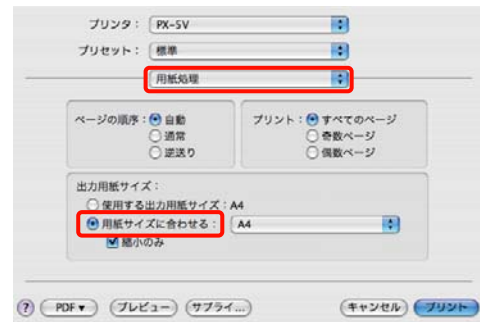 プリンタ： PX-5V
プリセット： 標準
用紙処理
ページの順序： 自動 プリント： すべてのページ
通常 奇数ページ
逆送り 偶数ページ
出力用紙サイズ：
使用する出力用紙サイズ：A4
用紙サイズに合わせる： A4
縮小のみ
? PDF▼ プレビュー サプライ... キャンセル プリント